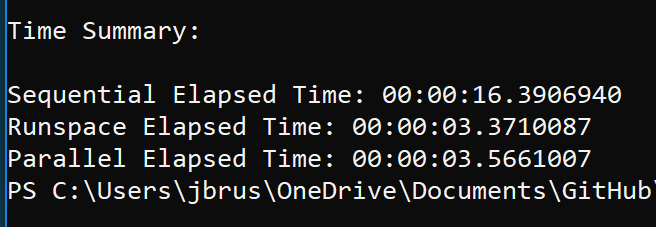 Time Summary:
Sequential Elapsed Time: 00:00:16.3906940
Runspace Elapsed Time: 00:00:03.3710087
Parallel Elapsed Time: 00:00:03.5661007
PS C:\Users\jbrus\OneDrive\Documents\GitHub\